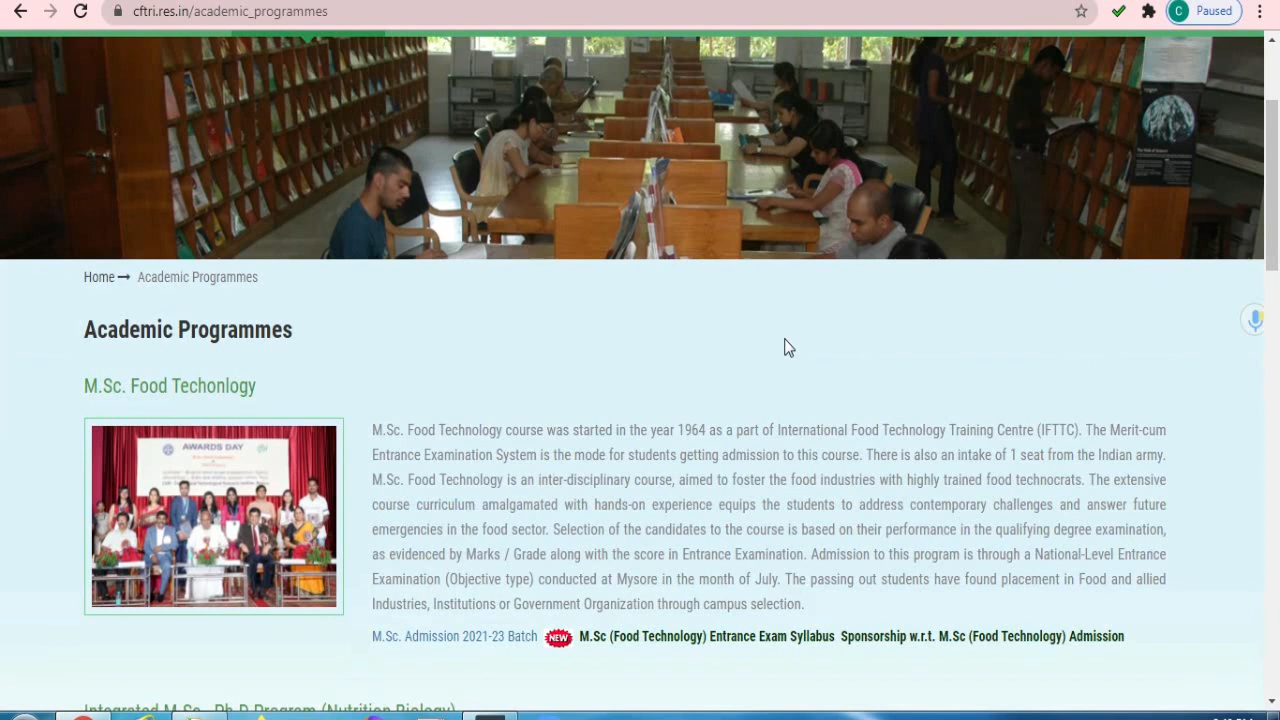 cftri.res.in/academic_programmes
C Paused
Home Academic Programmes
Academic Programmes
M.Sc. Food Techonlogy
AWARDS DAY
M.Sc. Food Technology course was started in the year 1964 as a part of International Food Technology Training Centre (IFTTC). The Merit-cum
Entrance Examination System is the mode for students getting admission to this course. There is also an intake of 1 seat from the Indian army.
M.Sc. Food Technology is an inter-disciplinary course, aimed to foster the food industries with highly trained food technocrats. The extensive
course curriculum amalgamated with hands-on experience equips the students to address contemporary challenges and answer future
emergencies in the food sector. Selection of the candidates to the course is based on their performance in the qualifying degree examination,
as evidenced by Marks / Grade along with the score in Entrance Examination. Admission to this program is through a National-Level Entrance
Examination (Objective type) conducted at Mysore in the month of July. The passing out students have found placement in Food and allied
Industries, Institutions or Government Organization through campus selection.
M.Sc. Admission 2021-23 Batch NEW M.Sc (Food Technology) Entrance Exam Syllabus Sponsorship w.r.t. M.Sc (Food Technology) Admission
Integrated M.Sc.-Ph.D Program (Nutrition Biology)